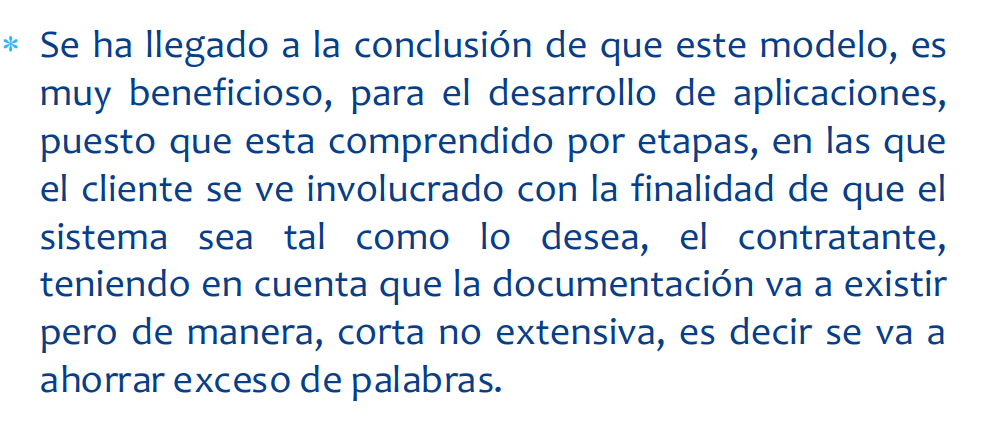 * Se ha llegado a la conclusión de que este modelo, es
muy beneficioso, para el desarrollo de aplicaciones,
puesto que esta comprendido por etapas, en las que
el cliente se ve involucrado con la finalidad de que el
sistema sea tal como lo desea, el contratante,
teniendo en cuenta que la documentación va a existir
pero de manera, corta no extensiva, es decir se va a
ahorrar exceso de palabras.